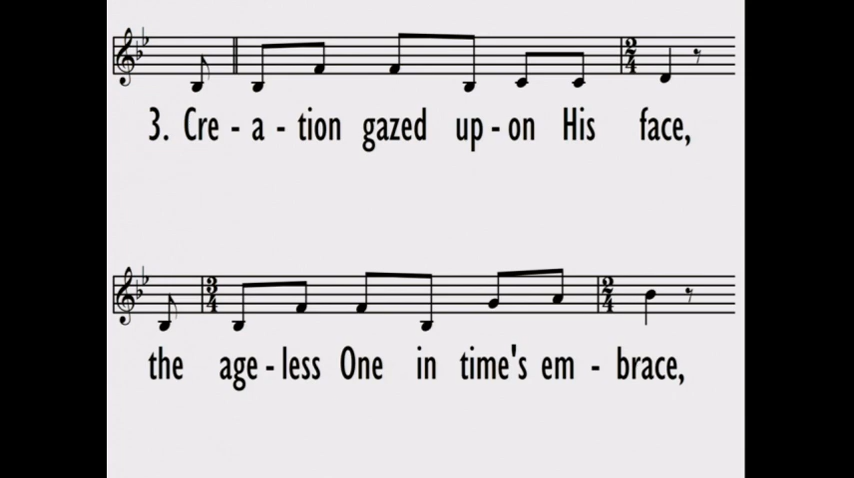 3. Cre - a - tion gazed up - on His face,
the age - less One in time's em - brace,